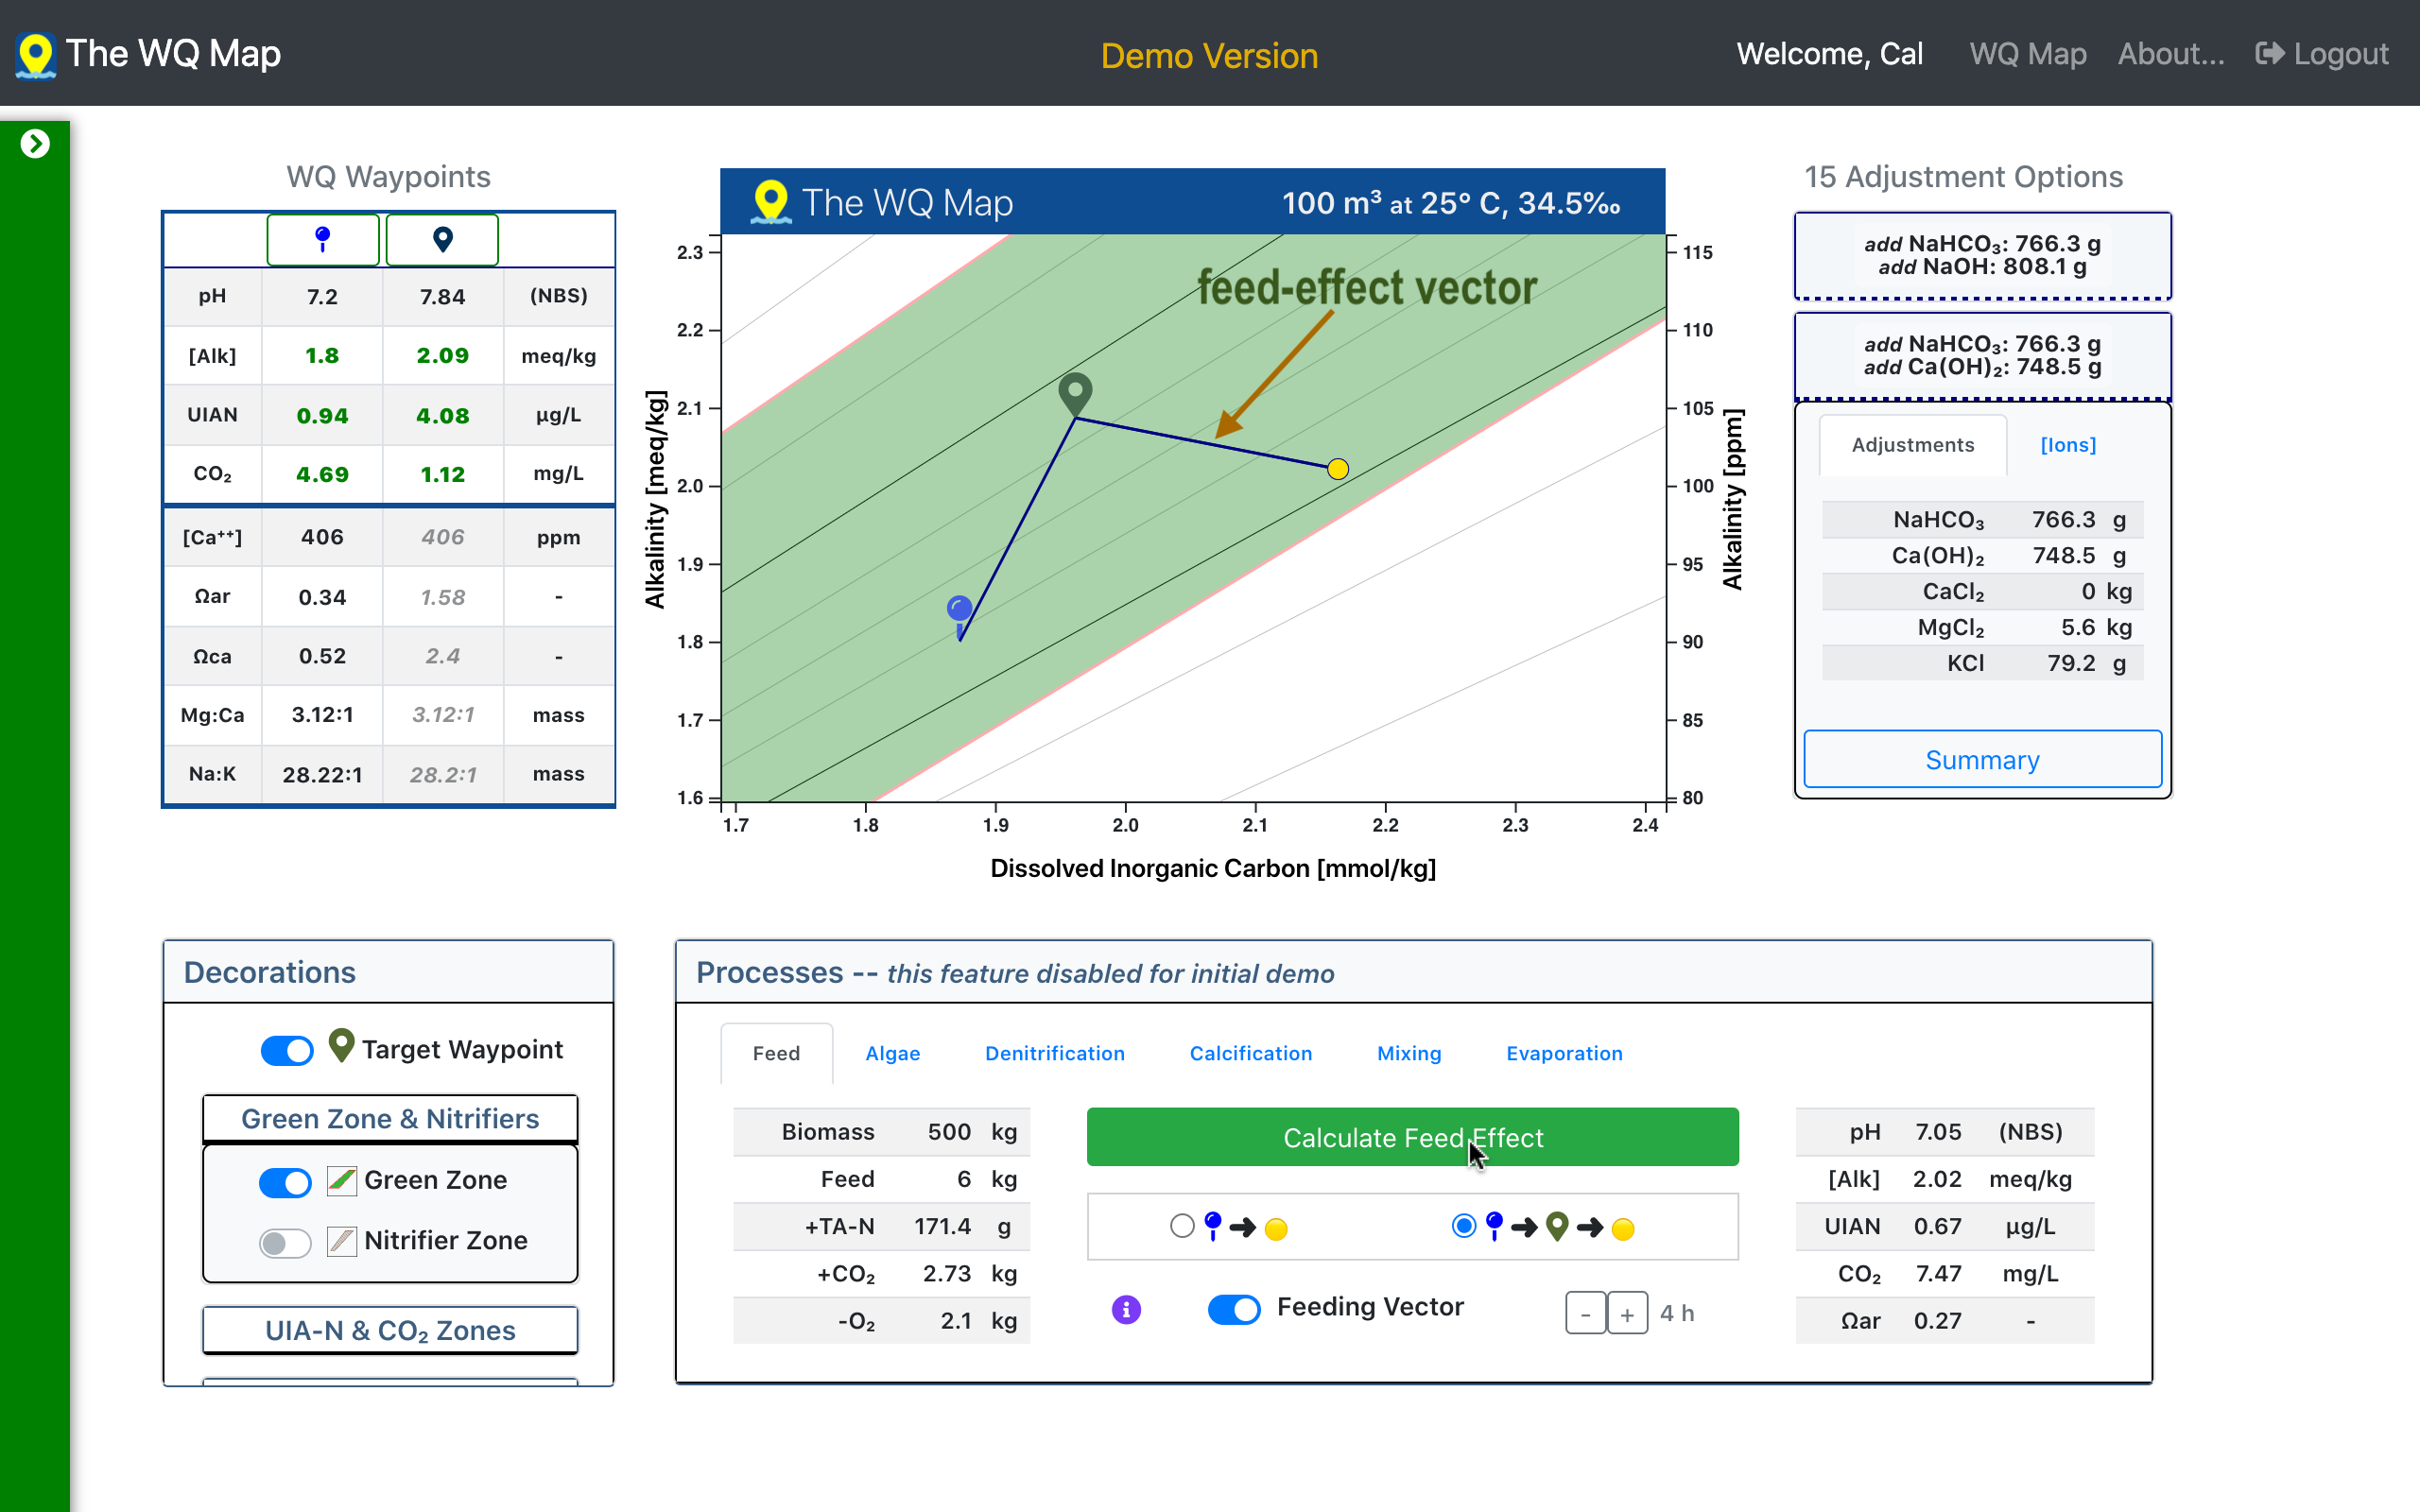 The WQ Map
Demo Version
Welcome, Cal
WQ Map
About...
Logout
WQ Waypoints
pH 7.2 7.84 (NBS)
[Alk] 1.8 2.09 meq/kg
UIAN 0.94 4.08 µg/L
CO₂ 4.69 1.12 mg/L
[Ca⁺⁺] 406 406 ppm
Ωar 0.34 1.58 -
Ωca 0.52 2.4 -
Mg:Ca 3.12:1 3.12:1 mass
Na:K 28.22:1 28.2:1 mass
The WQ Map
100 m³ at 25° C, 34.5‰
feed-effect vector
Alkalinity [meq/kg]
2.3
2.2
2.1
2.0
1.9
1.8
1.7
1.6
115
110
105
100
95
90
85
80
Alkalinity [ppm]
1.7 1.8 1.9 2.0 2.1 2.2 2.3 2.4
Dissolved Inorganic Carbon [mmol/kg]
15 Adjustment Options
add NaHCO₃: 766.3 g
add NaOH: 808.1 g
add NaHCO₃: 766.3 g
add Ca(OH)₂: 748.5 g
Adjustments [Ions]
NaHCO₃ 766.3 g
Ca(OH)₂ 748.5 g
CaCl₂ 0 kg
MgCl₂ 5.6 kg
KCl 79.2 g
Summary
Decorations
Target Waypoint
Green Zone & Nitrifiers
Green Zone
Nitrifier Zone
UIA-N & CO₂ Zones
Processes -- this feature disabled for initial demo
Feed Algae Denitrification Calcification Mixing Evaporation
Biomass 500 kg
Feed 6 kg
+TA-N 171.4 g
+CO₂ 2.73 kg
-O₂ 2.1 kg
Calculate Feed Effect
Feeding Vector
- + 4 h
pH 7.05 (NBS)
[Alk] 2.02 meq/kg
UIAN 0.67 µg/L
CO₂ 7.47 mg/L
Ωar 0.27 -